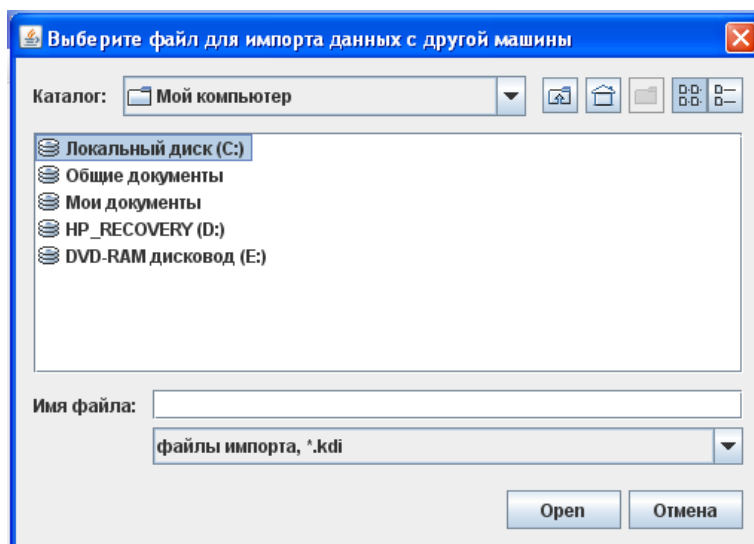 Выберите файл для импорта данных с другой машины
Каталог: Мой компьютер
Локальный диск (C:)
Общие документы
Мои документы
HP_RECOVERY (D:)
DVD-RAM дисковод (E:)
Имя файла:
файлы импорта, *.kdi
Open Отмена